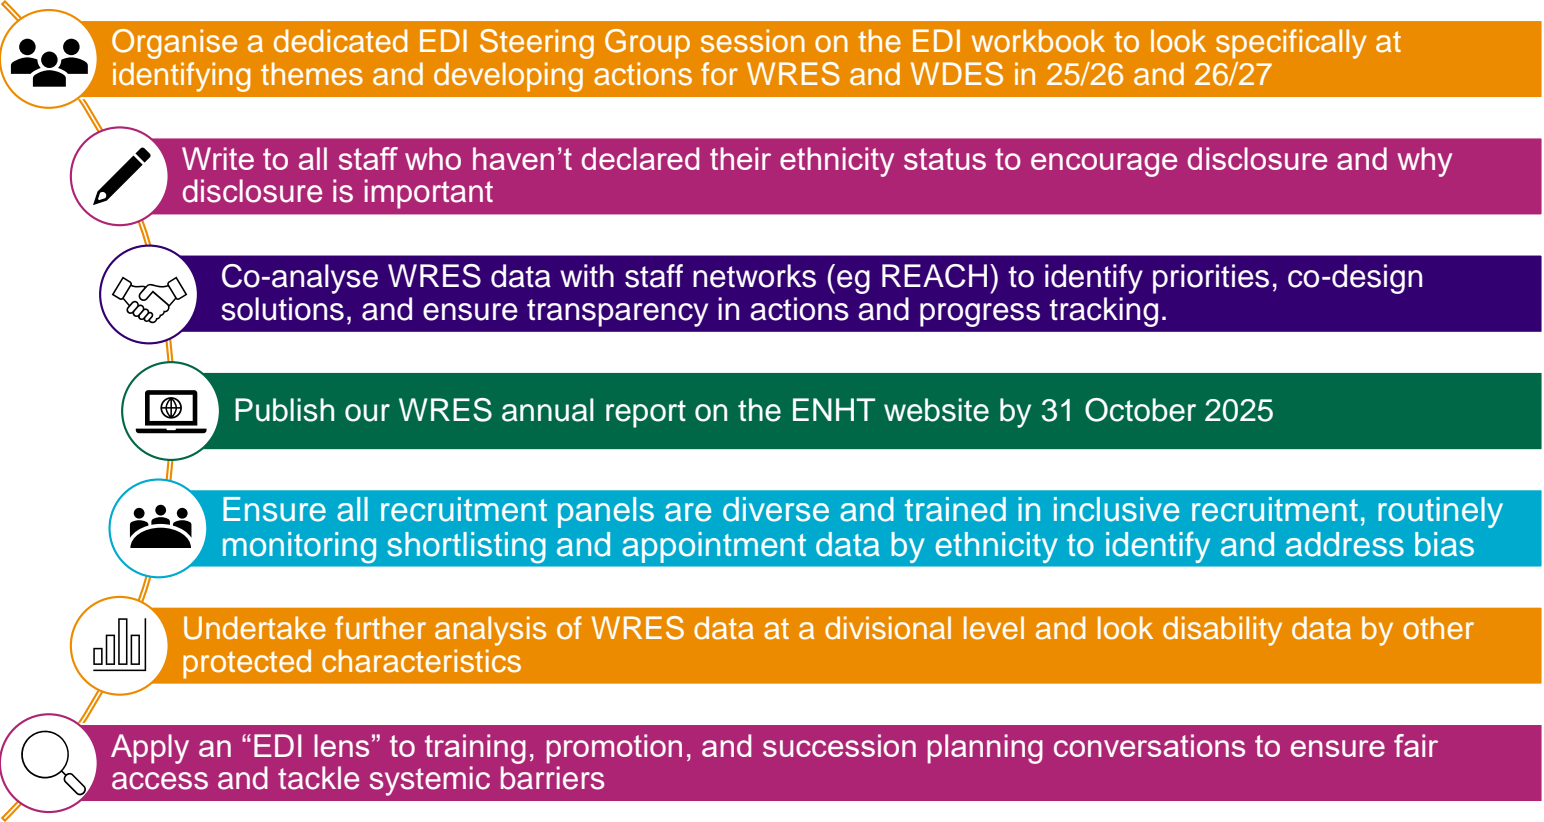 Organise a dedicated EDI Steering Group session on the EDI workbook to look specifically at
identifying themes and developing actions for WRES and WDES in 25/26 and 26/27
Write to all staff who haven’t declared their ethnicity status to encourage disclosure and why
disclosure is important
Co-analyse WRES data with staff networks (eg REACH) to identify priorities, co-design
solutions, and ensure transparency in actions and progress tracking.
Publish our WRES annual report on the ENHT website by 31 October 2025
Ensure all recruitment panels are diverse and trained in inclusive recruitment, routinely
monitoring shortlisting and appointment data by ethnicity to identify and address bias
Undertake further analysis of WRES data at a divisional level and look disability data by other
protected characteristics
Apply an “EDI lens” to training, promotion, and succession planning conversations to ensure fair
access and tackle systemic barriers